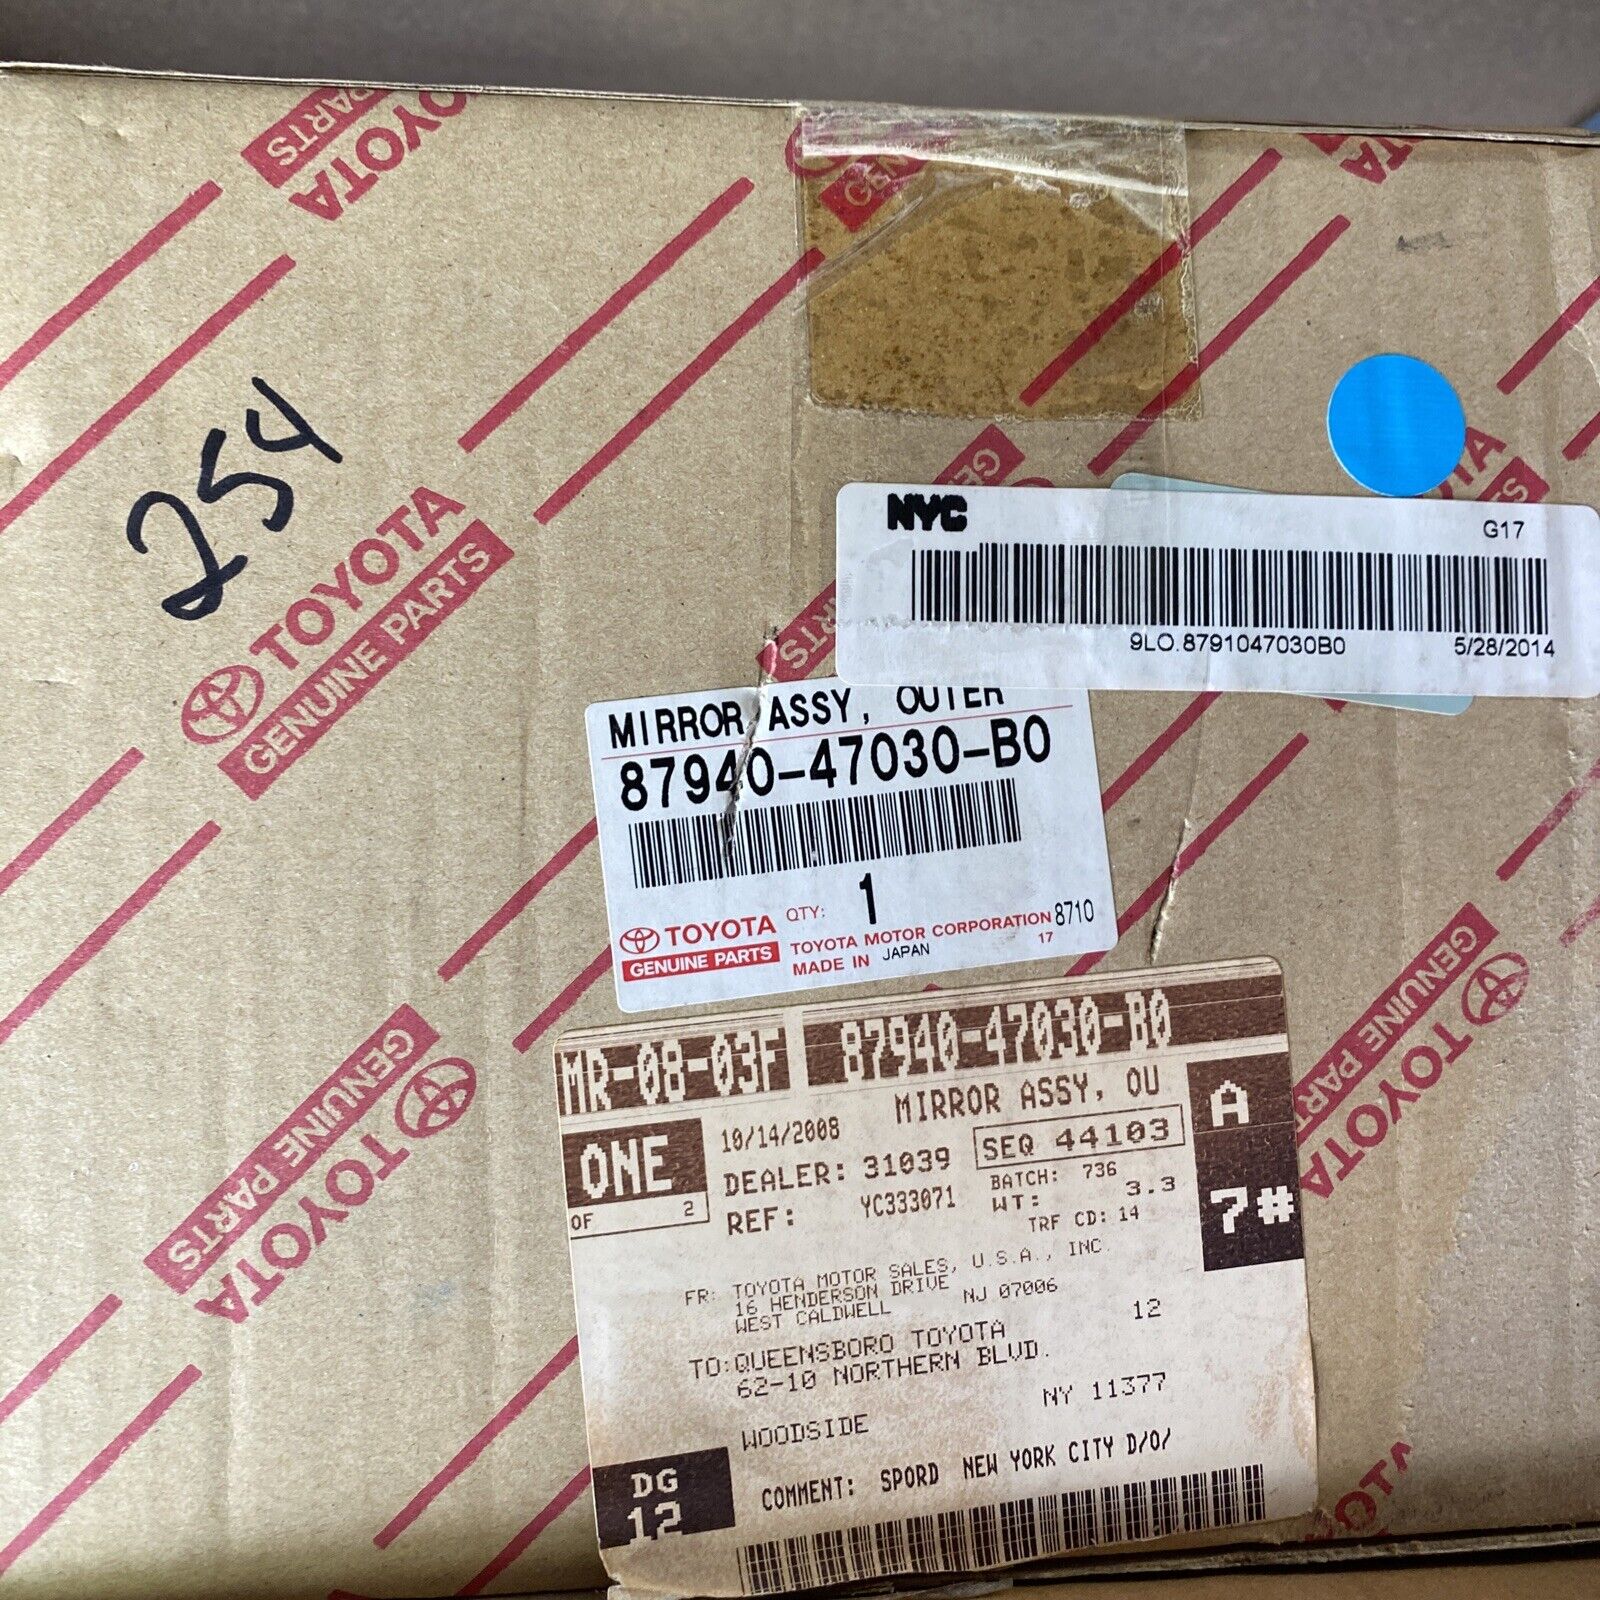 TOYOTA
PARTS
254
TOYOTA
GENUINE PARTS
NYC
G17
9LO.8791047030B0
5/28/2014
PARTS
MIRROR ASSY, OUTER
87940-47030-B0
TOYOTA
GENUINE PARTS
QTY: 1
TOYOTA MOTOR CORPORATION 8710
MADE IN JAPAN
17
MR-08-03F
87940-47030-B0
MIRROR ASSY, OU
A
7#
ONE
OF 2
10/14/2008
SEQ 44103
DEALER: 31039
BATCH: 736
REF: YC333071
WT: 3.3
TRF CD: 14
FR: TOYOTA MOTOR SALES, U.S.A., INC.
16 HENDERSON DRIVE
WEST CALDWELL NJ 07006
12
TO: QUEENSBORO TOYOTA
62-10 NORTHERN BLVD.
WOODSIDE NY 11377
DG
12
COMMENT: SPORD NEW YORK CITY D/O/
GENUINE PARTS
TOYOTA
GENUINE PARTS
TOYOTA